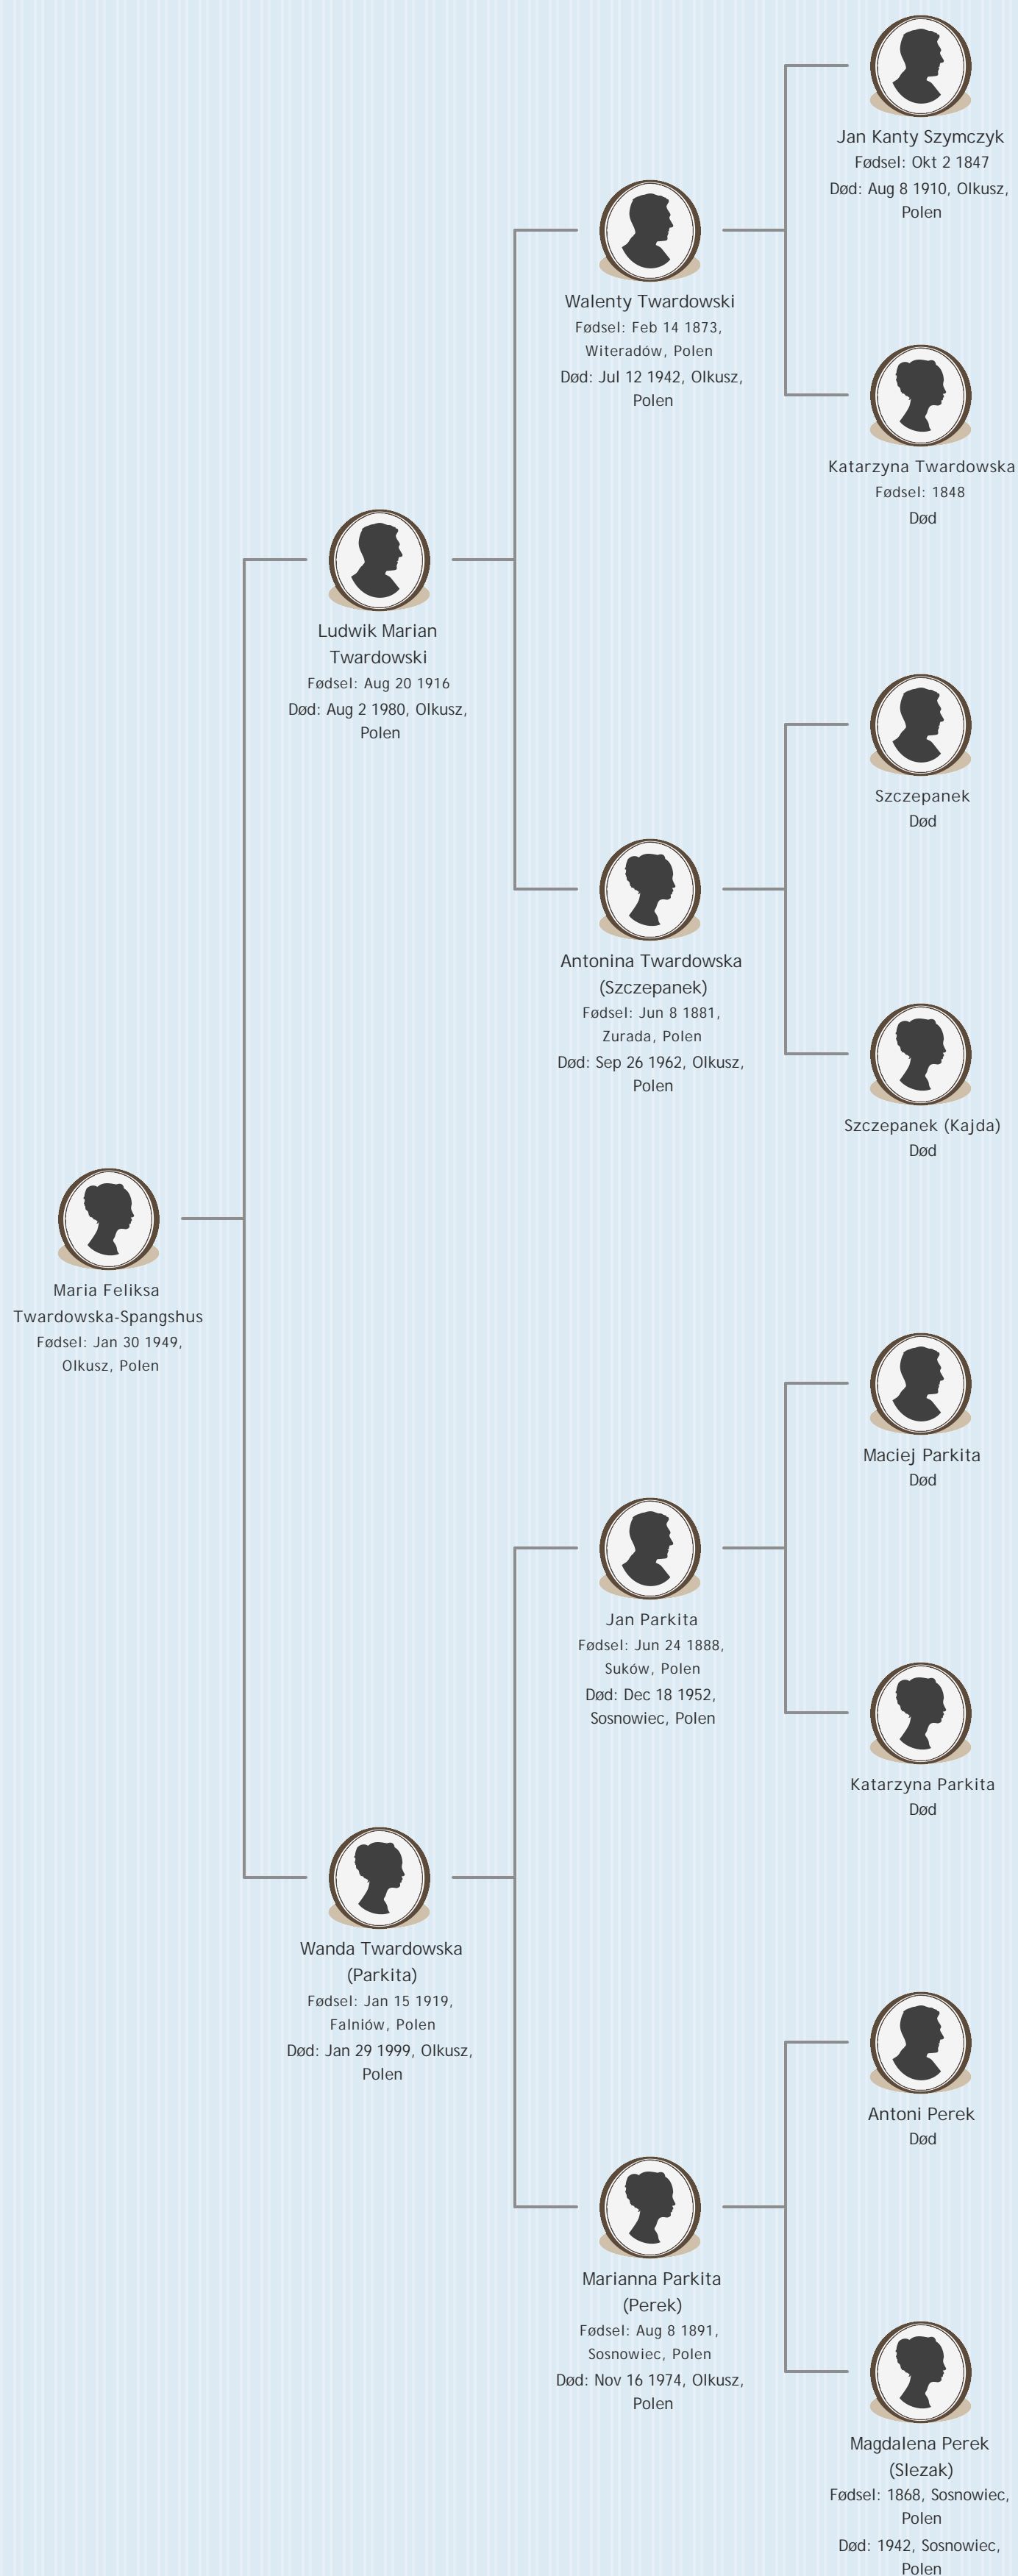 Jan Kanty Szymczyk
Fødsel: Okt 2 1847
Død: Aug 8 1910, Olkusz,
Polen
Walenty Twardowski
Fødsel: Feb 14 1873,
Witeradów, Polen
Død: Jul 12 1942, Olkusz,
Polen
Katarzyna Twardowska
Fødsel: 1848
Død
Ludwik Marian
Twardowski
Fødsel: Aug 20 1916
Død: Aug 2 1980, Olkusz,
Polen
Szczepanek
Død
Antonina Twardowska
(Szczepanek)
Fødsel: Jun 8 1881,
Zurada, Polen
Død: Sep 26 1962, Olkusz,
Polen
Szczepanek (Kajda)
Død
Maria Feliksa
Twardowska-Spangshus
Fødsel: Jan 30 1949,
Olkusz, Polen
Maciej Parkita
Død
Jan Parkita
Fødsel: Jun 24 1888,
Suków, Polen
Død: Dec 18 1952,
Sosnowiec, Polen
Katarzyna Parkita
Død
Wanda Twardowska
(Parkita)
Fødsel: Jan 15 1919,
Falniów, Polen
Død: Jan 29 1999, Olkusz,
Polen
Antoni Perek
Død
Marianna Parkita
(Perek)
Fødsel: Aug 8 1891,
Sosnowiec, Polen
Død: Nov 16 1974, Olkusz,
Polen
Magdalena Perek
(Slezak)
Fødsel: 1868, Sosnowiec,
Polen
Død: 1942, Sosnowiec,
Polen